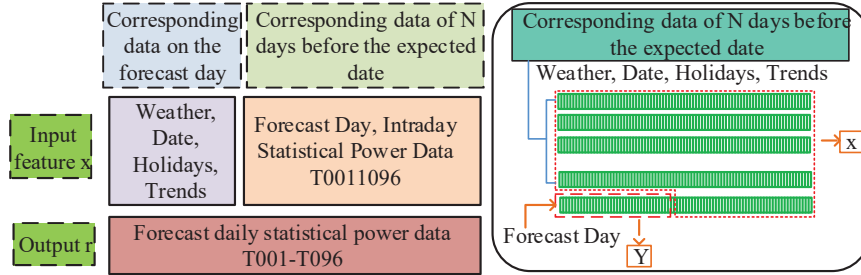 Corresponding
data on the
forecast day
Corresponding data of N
days before the expected
date
Input
feature x
Weather,
Date,
Holidays,
Trends
Forecast Day, Intraday
Statistical Power Data
T0011096
Output r
Forecast daily statistical power data
T001-T096
Corresponding data of N days before
the expected date
Weather, Date, Holidays, Trends
x
Forecast Day
Y